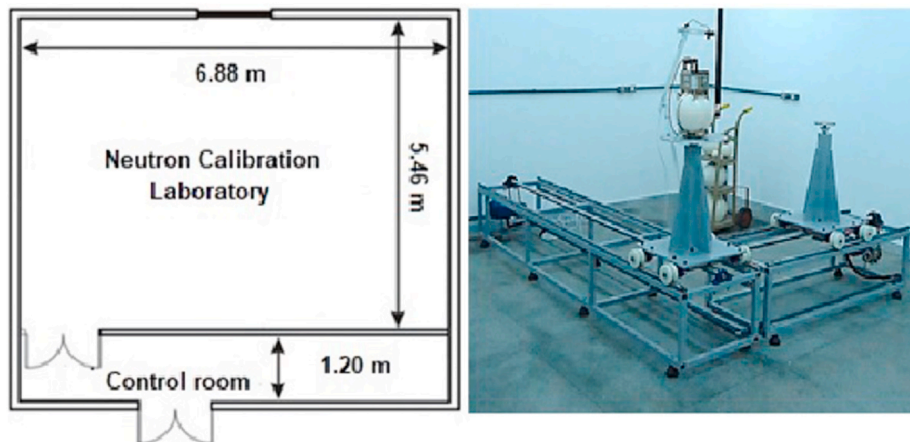 6.88 m
Neutron Calibration
Laboratory
5.46 m
1.20 m
Control room